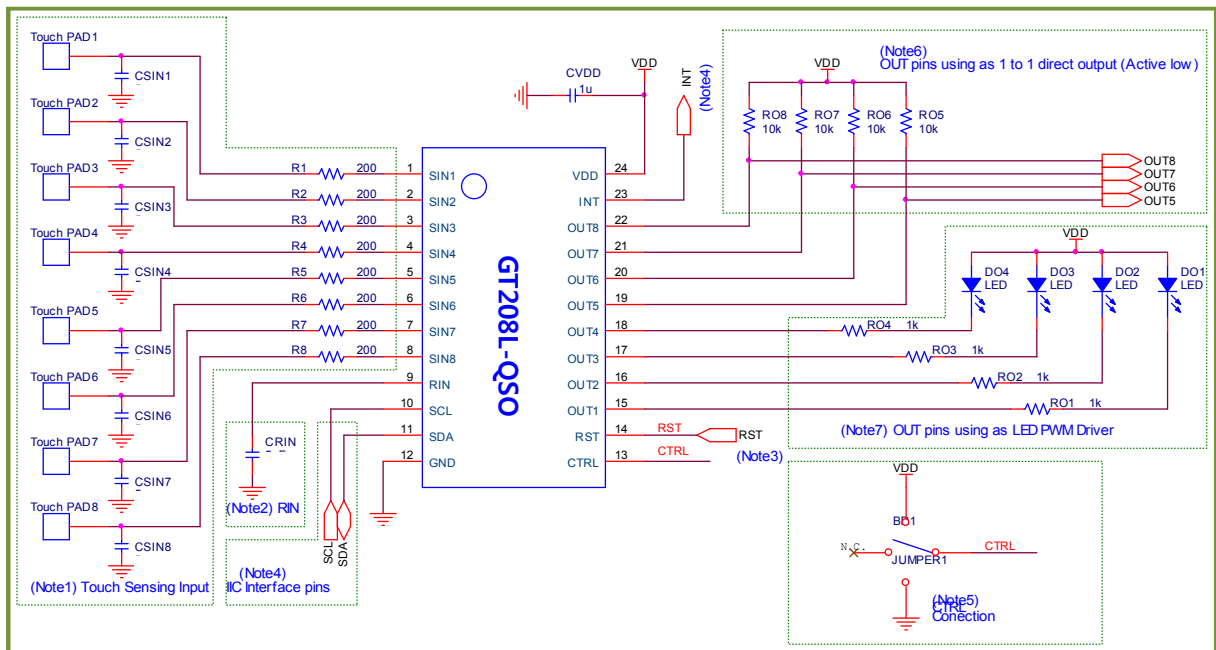 Touch PAD1
CSIN1
Touch PAD2
CSIN2
Touch PAD3
CSIN3
Touch PAD4
CSIN4
Touch PAD5
CSIN5
Touch PAD6
CSIN6
Touch PAD7
CSIN7
Touch PAD8
CSIN8
(Note1) Touch Sensing Input
R1 200
R2 200
R3 200
R4 200
R5 200
R6 200
R7 200
R8 200
CRIN
(Note2) RIN
SCL
SDA
(Note4)
IIC Interface pins
CVDD
1u
VDD
INT
(Note4)
GT208L-QSO
1 SIN1
2 SIN2
3 SIN3
4 SIN4
5 SIN5
6 SIN6
7 SIN7
8 SIN8
9 RIN
10 SCL
11 SDA
12 GND
VDD 24
INT 23
OUT8 22
OUT7 21
OUT6 20
OUT5 19
OUT4 18
OUT3 17
OUT2 16
OUT1 15
RST 14
CTRL 13
RST
RST
(Note3)
CTRL
(Note6)
OUT pins using as 1 to 1 direct output (Active low)
VDD
RO8
10k
RO7
10k
RO6
10k
RO5
10k
OUT8
OUT7
OUT6
OUT5
VDD
DO4
LED
DO3
LED
DO2
LED
DO1
LED
RO4 1k
RO3 1k
RO2 1k
RO1 1k
(Note7) OUT pins using as LED PWM Driver
VDD
N.C.
JUMPER1
CTRL
(Note5)
CTRL
Conection